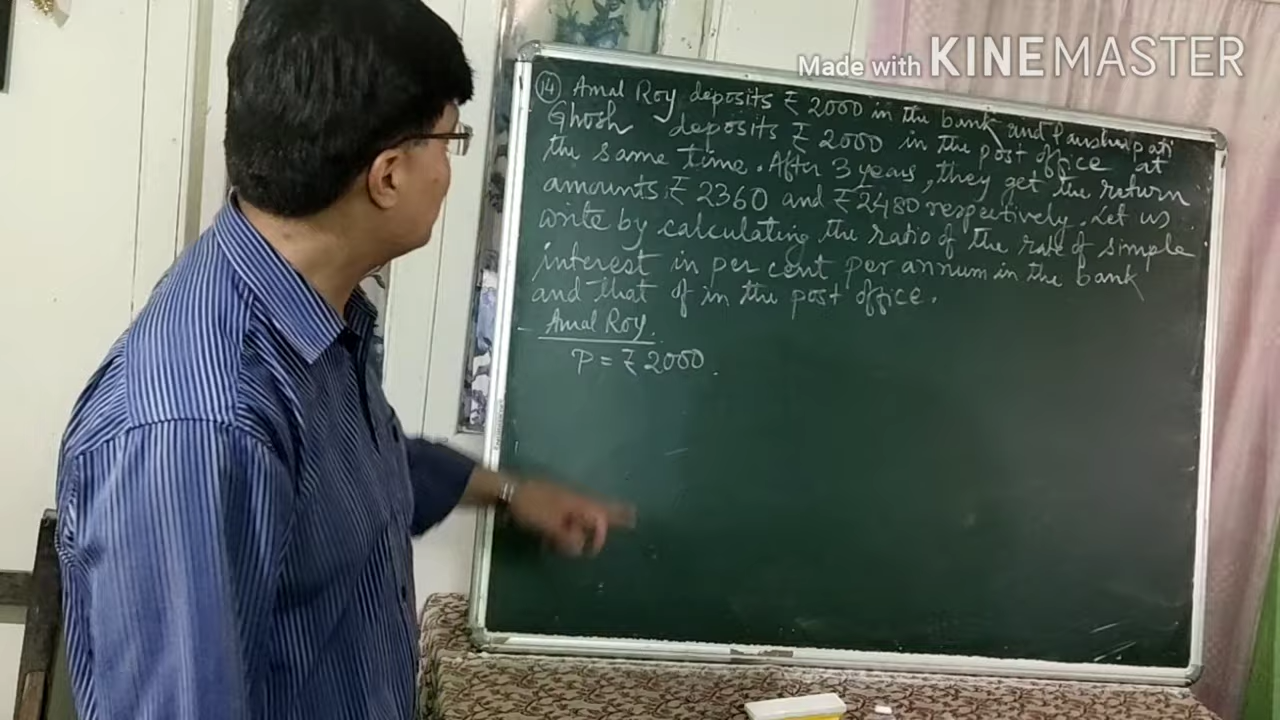 Made with KINEMASTER
(14) Amal Roy deposits ₹ 2000 in the bank and Pashupati
Ghosh deposits ₹ 2000 in the post office at
the same time. After 3 years, they get the return
amounts ₹ 2360 and ₹ 2480 respectively. Let us
write by calculating the ratio of the rate of simple
interest in per cent per annum in the bank
and that of in the post office.
Amal Roy.
P = ₹ 2000.